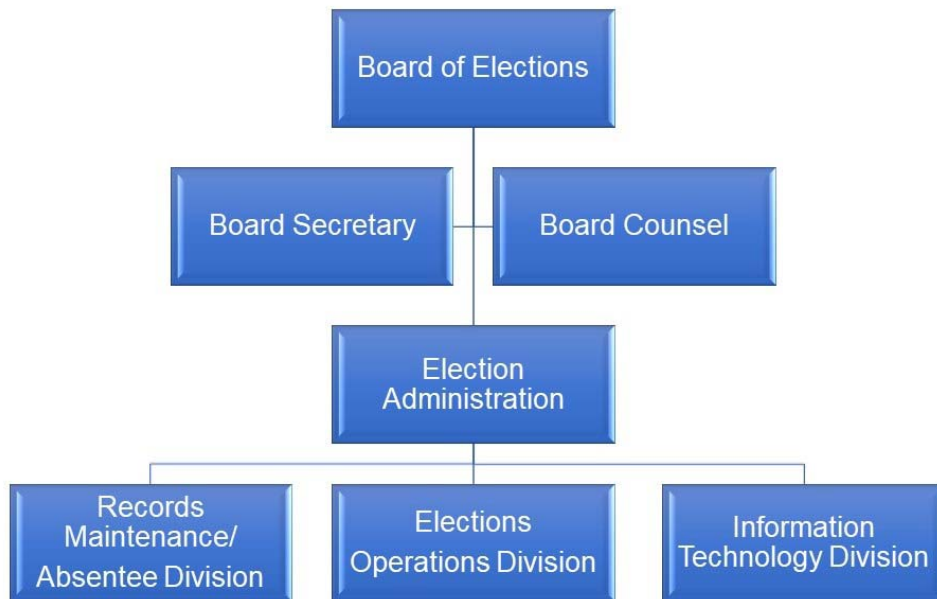 Board of Elections
Board Secretary
Board Counsel
Election
Administration
Records
Maintenance/
Absentee Division
Elections
Operations Division
Information
Technology Division